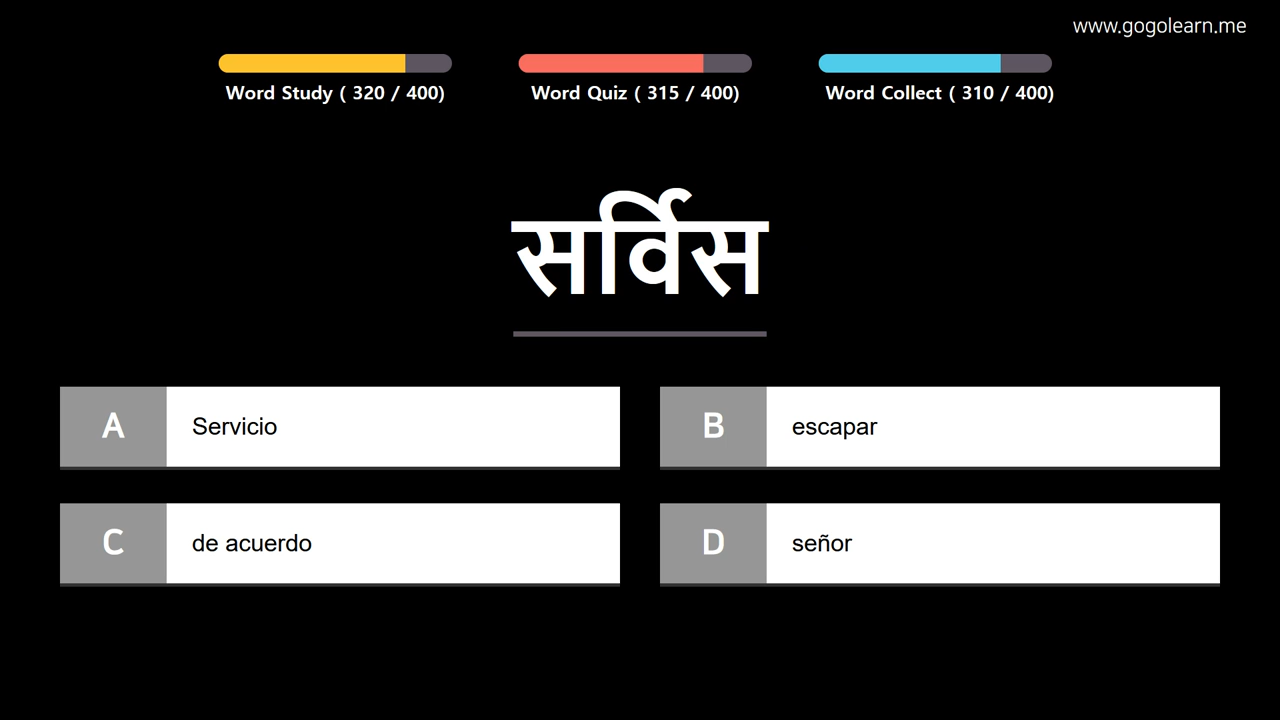 www.gogolearn.me
Word Study ( 320 / 400)
Word Quiz ( 315 / 400)
Word Collect ( 310 / 400)
सर्विस
A Servicio
B escapar
C de acuerdo
D señor